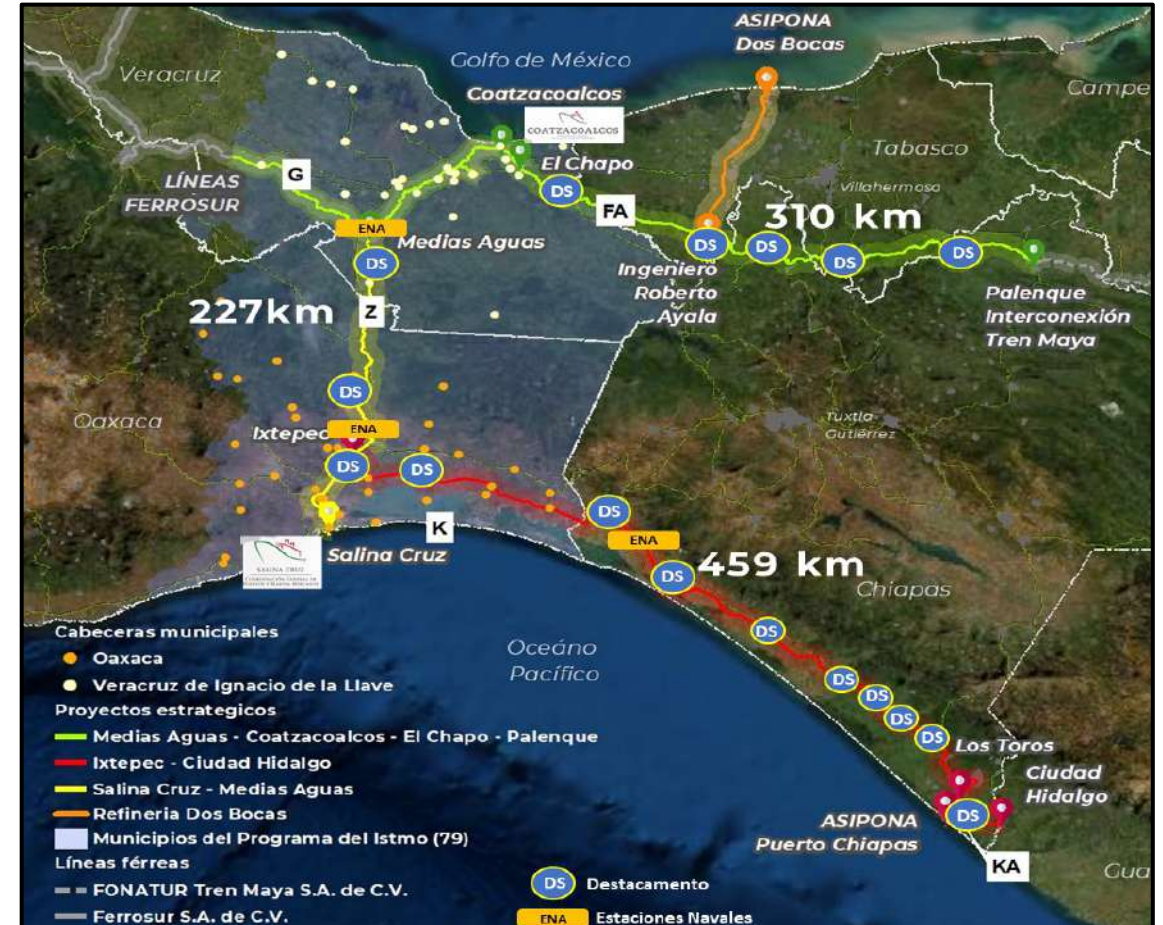 ASIPONA
Dos Bocas
Golfo de México
Veracruz
Coatzacoalcos
COATZACOALCOS
Campe
El Chapo
Tabasco
LÍNEAS
FERROSUR
G
DS
Villahermoso
FA
310 km
ENA
Medias Aguas
DS
DS
DS
DS
DS
Ingeniero
Roberto
Ayala
Palenque
Interconexión
Tren Maya
227km
Z
DS
Oaxaca
Tuxtla
Gutiérrez
Ixtepec
ENA
DS
DS
DS
K
ENA
Salina Cruz
SALINA CRUZ
459 km
DS
Chiapas
DS
Oceáno
Pacífico
DS
DS
DS
DS
Los Toros
Ciudad
Hidalgo
DS
ASIPONA
Puerto Chiapas
KA
Gua
Cabeceras municipales
Oaxaca
Veracruz de Ignacio de la Llave
Proyectos estrategicos
Medias Aguas - Coatzacoalcos - El Chapo - Palenque
Ixtepec - Ciudad Hidalgo
Salina Cruz - Medias Aguas
Refineria Dos Bocas
Municipios del Programa del Istmo (79)
Líneas férreas
FONATUR Tren Maya S.A. de C.V.
Ferrosur S.A. de C.V.
DS Destacamento
ENA Estaciones Navales